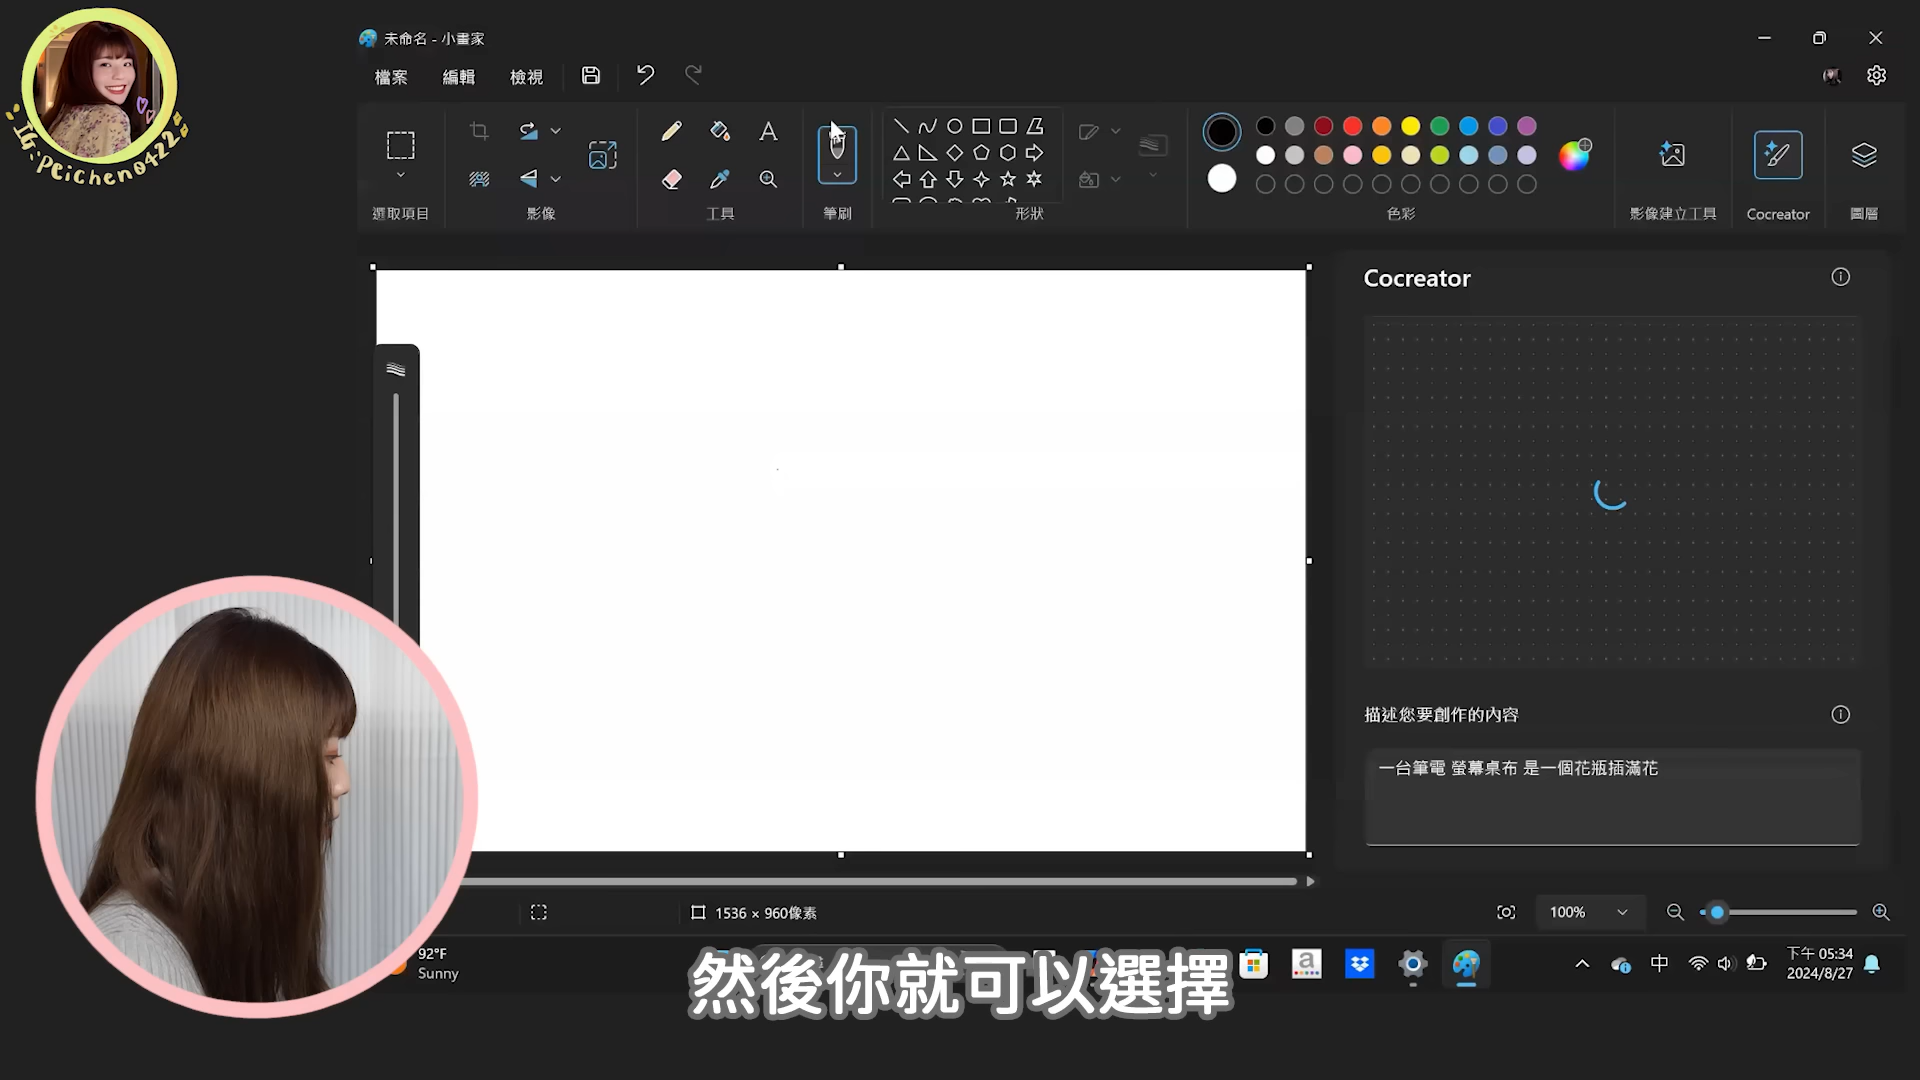 未命名 - 小畫家
檔案
編輯
檢視
選取項目
影像
工具
筆刷
形狀
色彩
影像建立工具
Cocreator
圖層
IG:peichen0422
Cocreator
描述您要創作的內容
一台筆電 螢幕桌布 是一個花瓶插滿花
1536 × 960像素
100%
92°F
Sunny
中
下午 05:34
2024/8/27
然後你就可以選擇